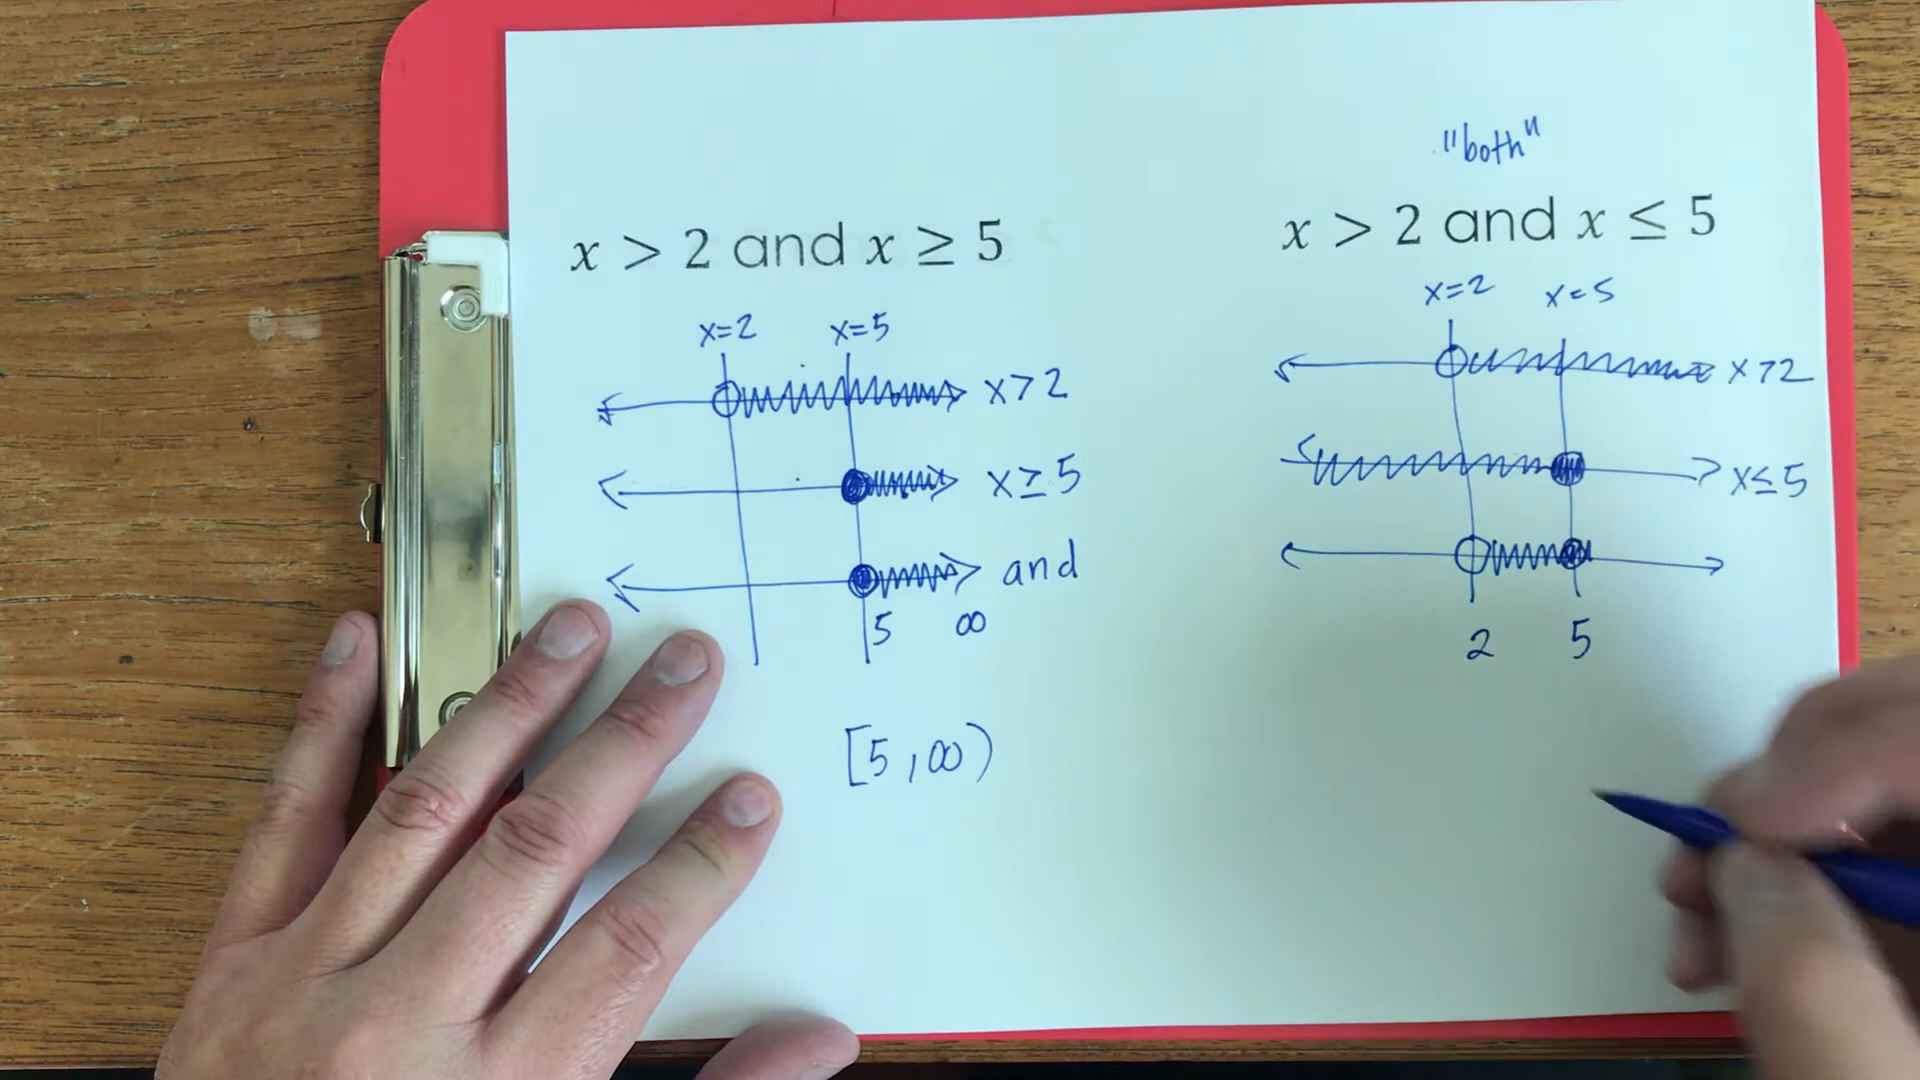 x > 2 and x ≥ 5
x=2 x=5
x>2
x≥5
and
5 ∞
[5,∞)
"both"
x > 2 and x ≤ 5
x=2 x=5
x>2
x≤5
2 5